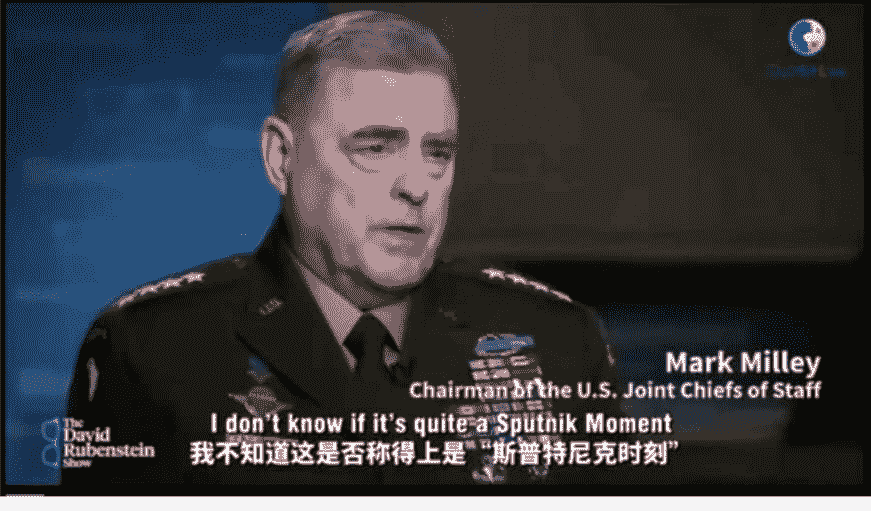 Mark Milley
Chairman of the U.S. Joint Chiefs of Staff
The
David
Rubenstein
Show
I don't know if it's quite a Sputnik Moment
我不知道这是否称得上是“斯普特尼克时刻”